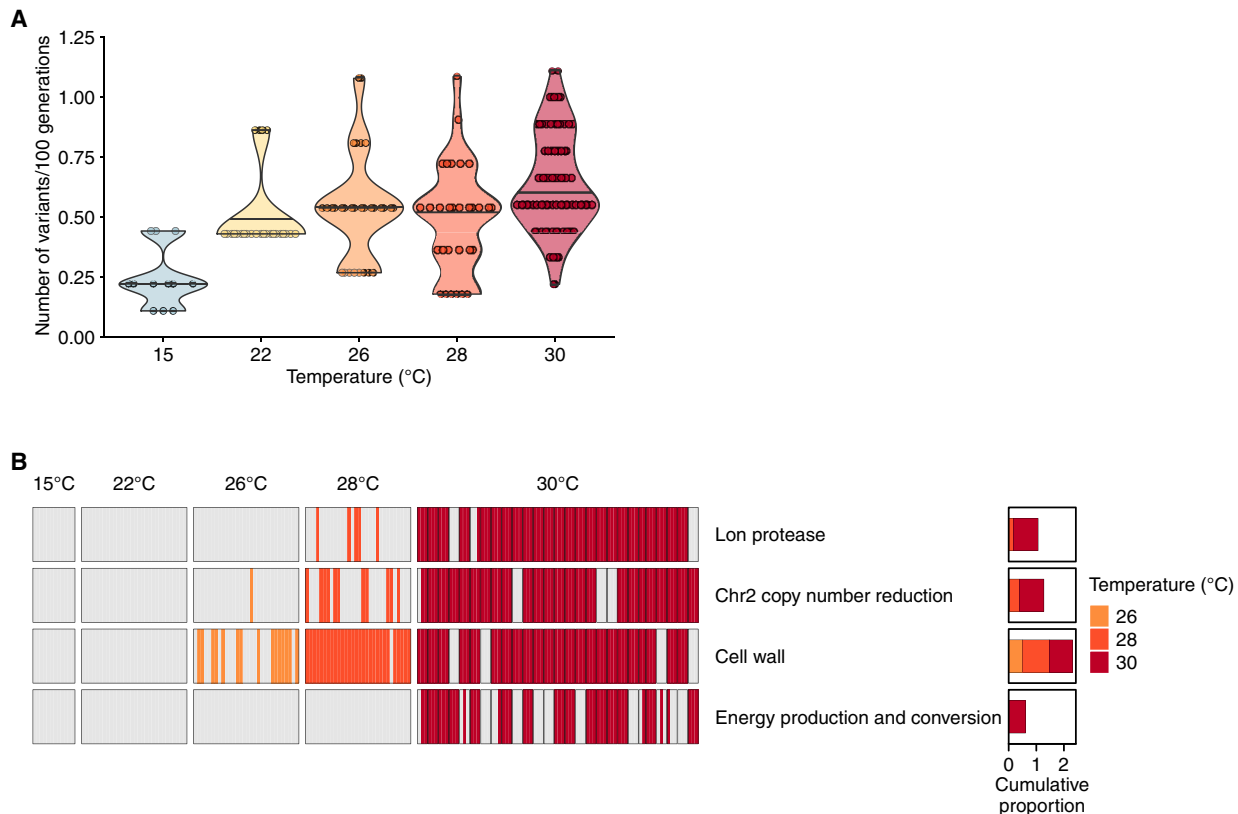 A
Number of variants/100 generations
1.25
1.00
0.75
0.50
0.25
0.00
15 22 26 28 30
Temperature (°C)
B
15°C 22°C 26°C 28°C 30°C
Lon protease
Chr2 copy number reduction
Cell wall
Energy production and conversion
Temperature (°C)
26
28
30
0 1 2
Cumulative
proportion